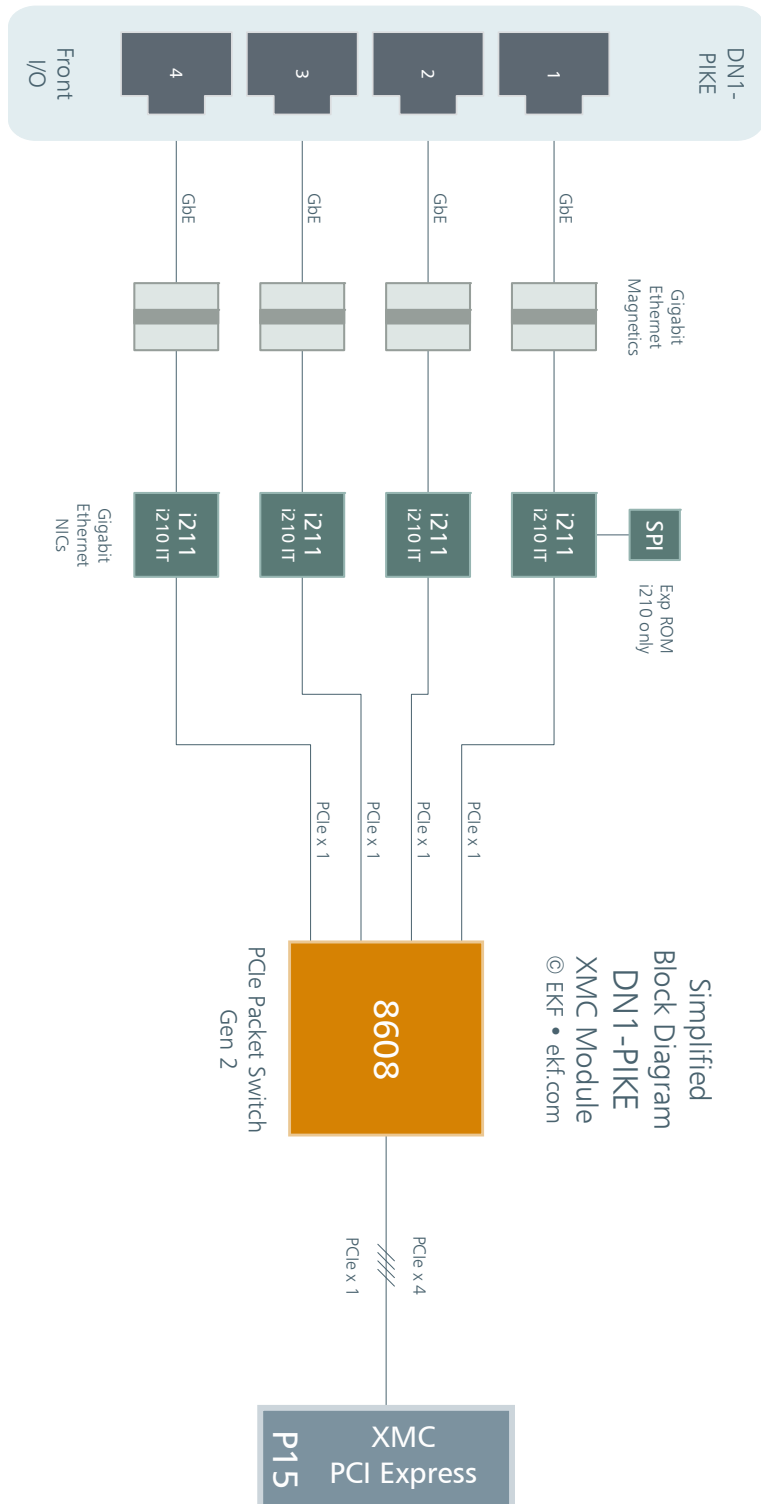 DN1-
PIKE
1
2
3
4
Front
I/O
GbE
GbE
GbE
GbE
Gigabit
Ethernet
Magnetics
SPI
Exp ROM
i210 only
i211
i210 IT
i211
i210 IT
i211
i210 IT
i211
i210 IT
Gigabit
Ethernet
NICs
PCIe x 1
PCIe x 1
PCIe x 1
PCIe x 1
Simplified
Block Diagram
DN1-PIKE
XMC Module
© EKF • ekf.com
8608
PCIe Packet Switch
Gen 2
PCIe x 4
PCIe x 1
XMC
PCI Express
P15